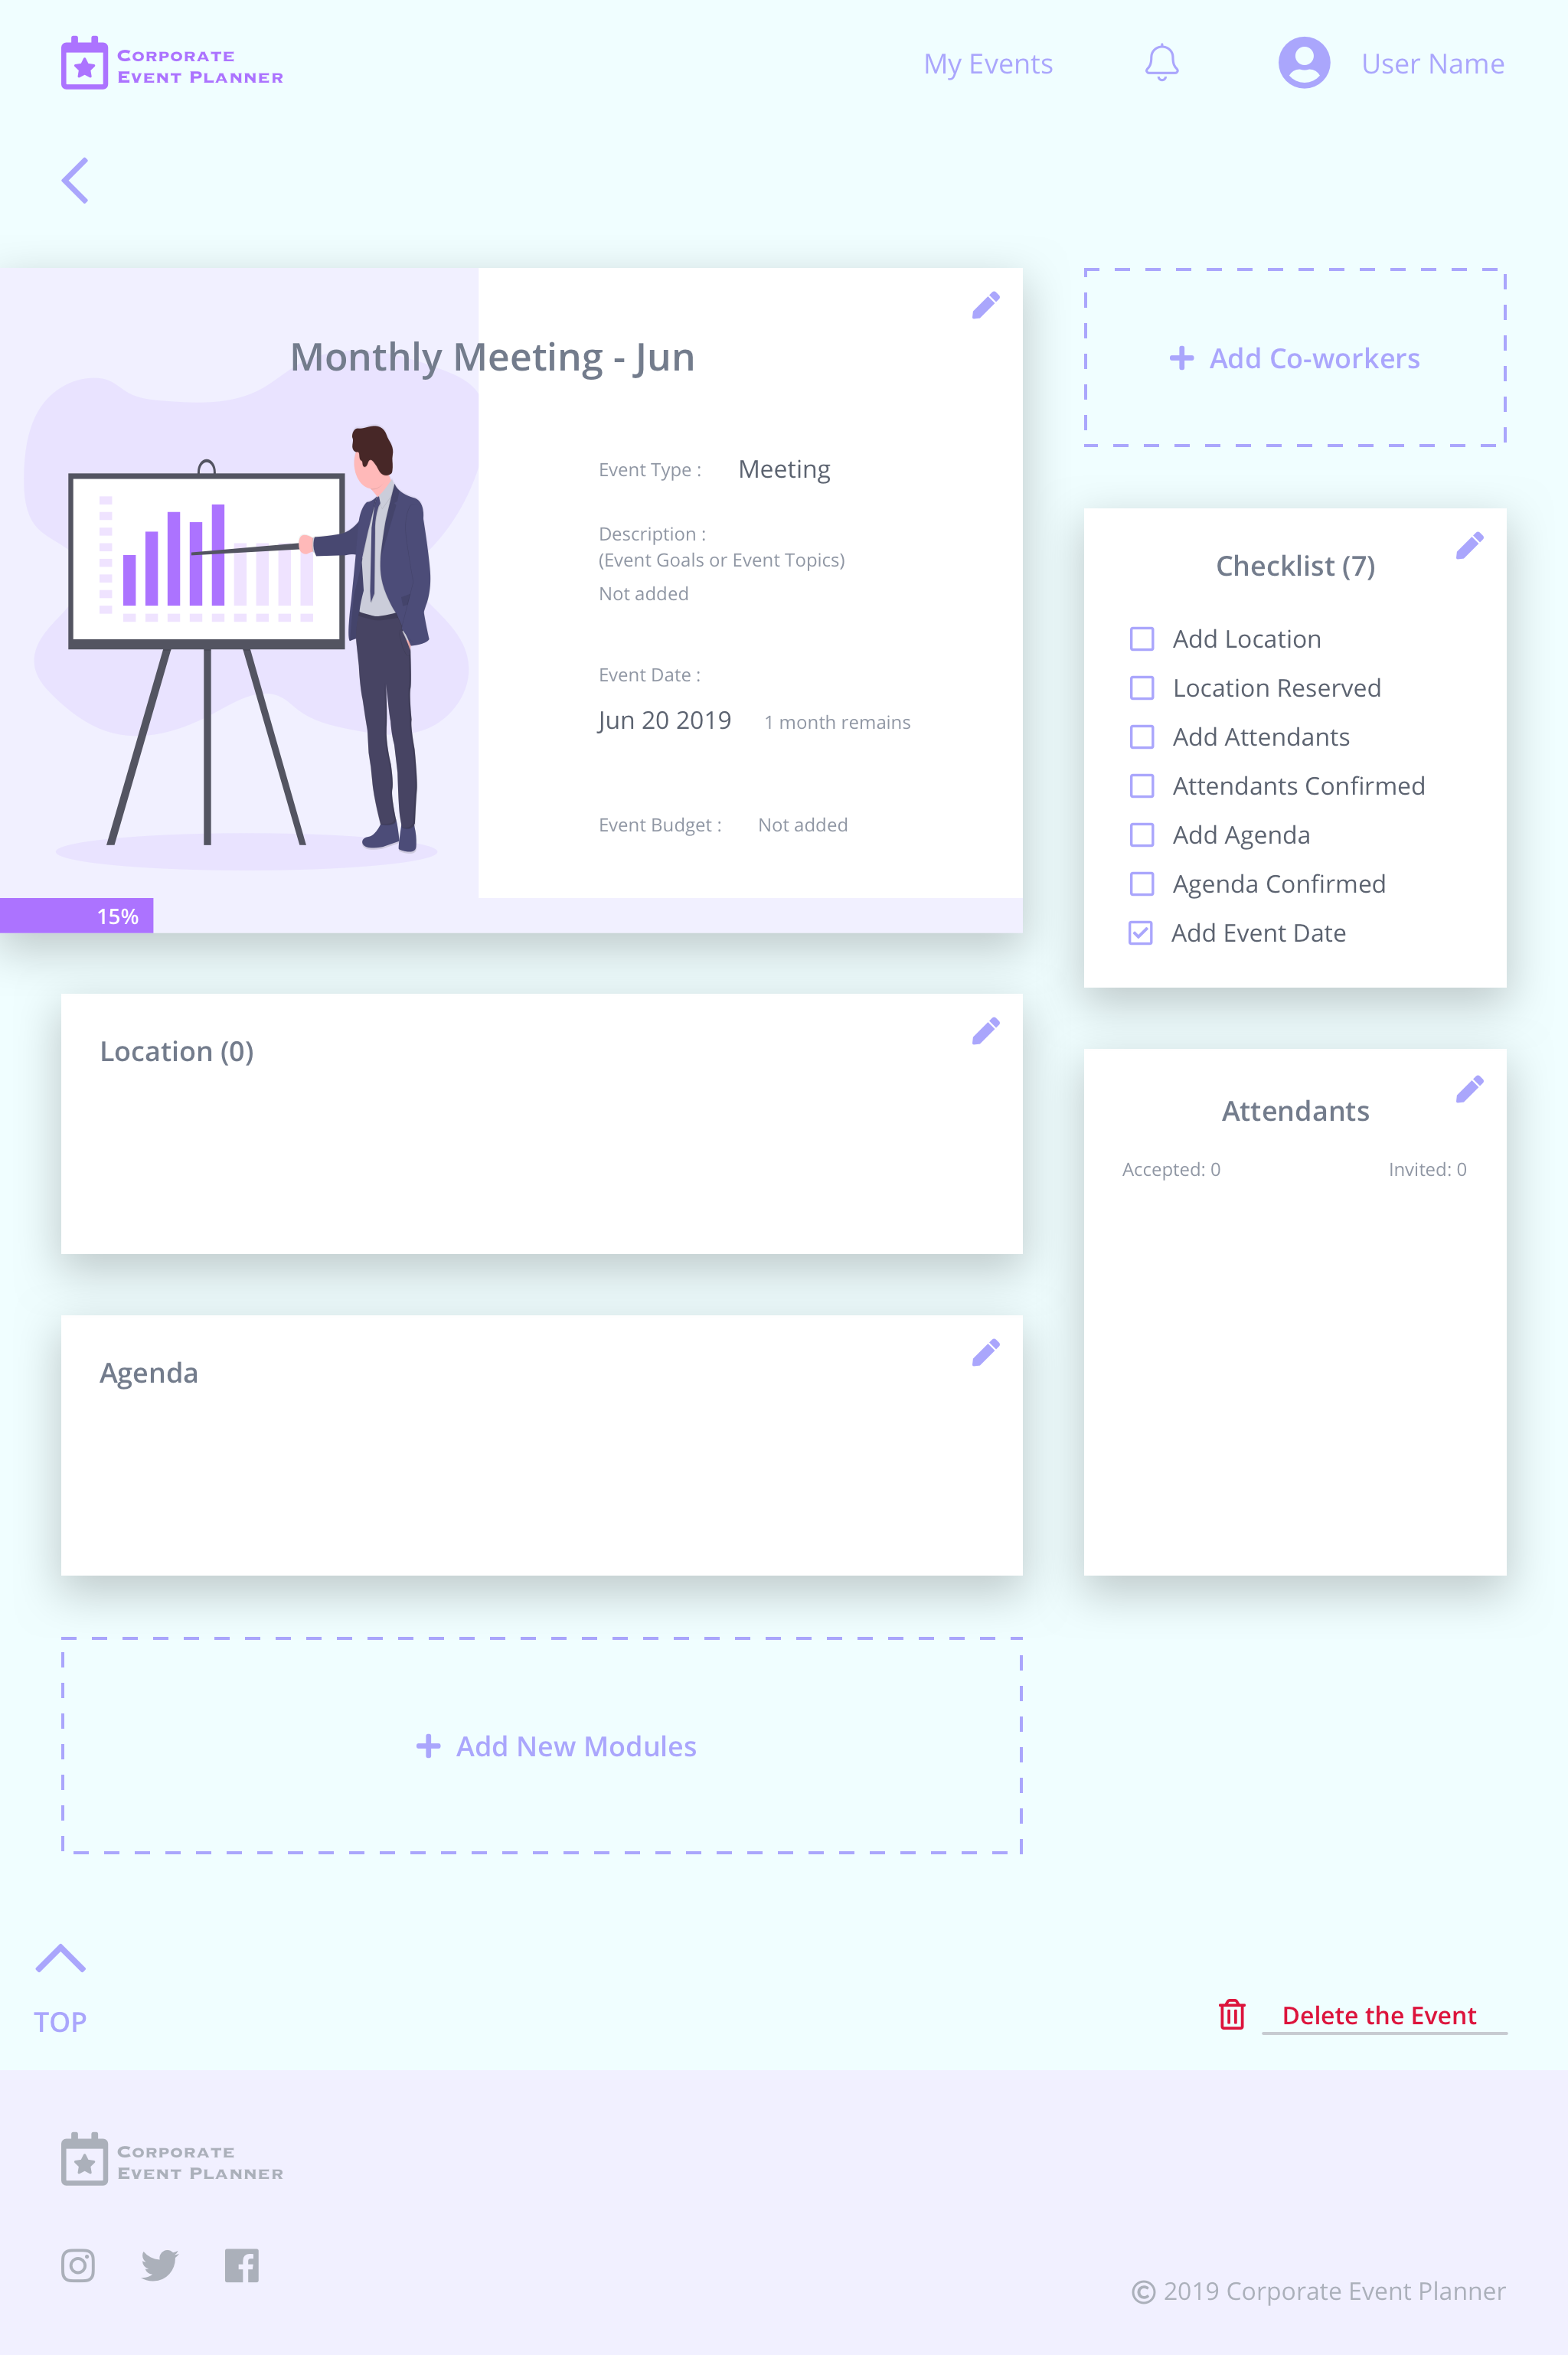 CORPORATE
EVENT PLANNER
My Events
User Name
Monthly Meeting - Jun
Event Type :
Meeting
Description :
(Event Goals or Event Topics)
Not added
Event Date :
Jun 20 2019
1 month remains
Event Budget :
Not added
15%
Add Co-workers
Checklist (7)
Add Location
Location Reserved
Add Attendants
Attendants Confirmed
Add Agenda
Agenda Confirmed
Add Event Date
Location (0)
Attendants
Accepted: 0
Invited: 0
Agenda
Add New Modules
TOP
Delete the Event
CORPORATE
EVENT PLANNER
© 2019 Corporate Event Planner